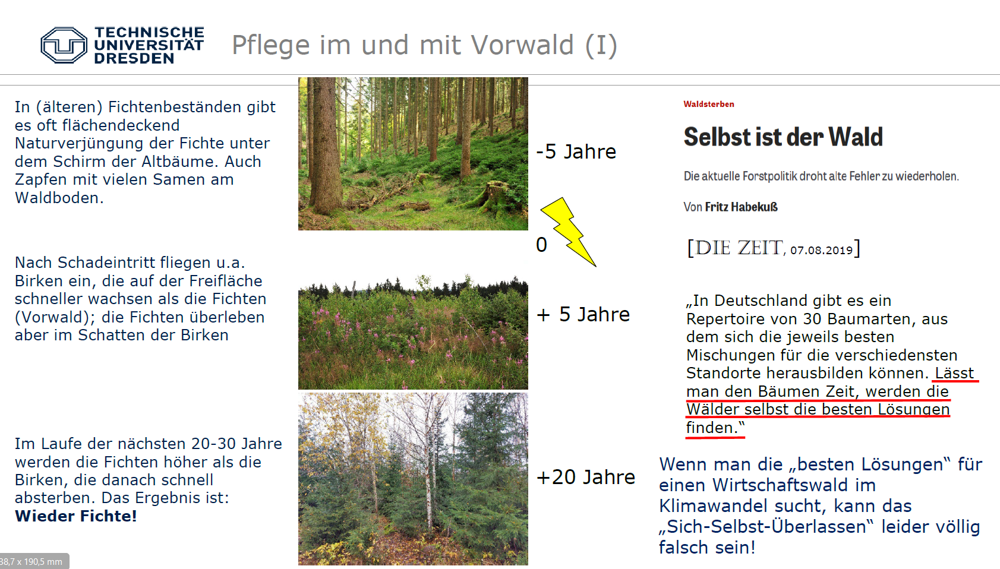 TECHNISCHE
UNIVERSITÄT
DRESDEN
Pflege im und mit Vorwald (I)
In (älteren) Fichtenbeständen gibt
es oft flächendeckend
Naturverjüngung der Fichte unter
dem Schirm der Altbäume. Auch
Zapfen mit vielen Samen am
Waldboden.
Nach Schadeintritt fliegen u.a.
Birken ein, die auf der Freifläche
schneller wachsen als die Fichten
(Vorwald); die Fichten überleben
aber im Schatten der Birken
Im Laufe der nächsten 20-30 Jahre
werden die Fichten höher als die
Birken, die danach schnell
absterben. Das Ergebnis ist:
Wieder Fichte!
-5 Jahre
0
+ 5 Jahre
+20 Jahre
Waldsterben
Selbst ist der Wald
Die aktuelle Forstpolitik droht alte Fehler zu wiederholen.
Von Fritz Habekuß
[DIE ZEIT, 07.08.2019]
„In Deutschland gibt es ein
Repertoire von 30 Baumarten, aus
dem sich die jeweils besten
Mischungen für die verschiedensten
Standorte herausbilden können. Lässt
man den Bäumen Zeit, werden die
Wälder selbst die besten Lösungen
finden.“
Wenn man die „besten Lösungen“ für
einen Wirtschaftswald im
Klimawandel sucht, kann das
„Sich-Selbst-Überlassen“ leider völlig
falsch sein!
38,7 x 190,5 mm